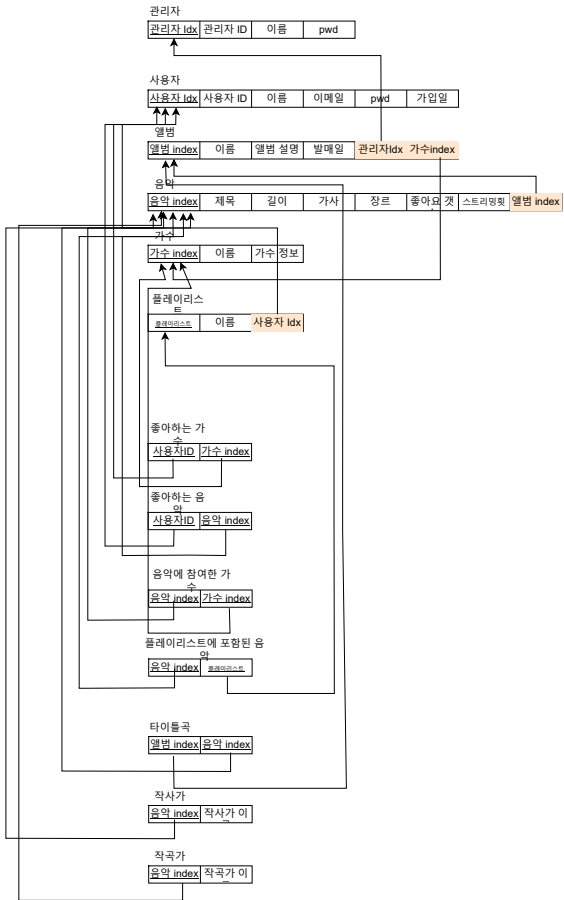 관리자
관리자 Idx 관리자 ID 이름 pwd
사용자
사용자 Idx 사용자 ID 이름 이메일 pwd 가입일
앨범
앨범 index 이름 앨범 설명 발매일 관리자Idx 가수index
음악
음악 index 제목 길이 가사 장르 좋아요 갯 스트리밍횟 앨범 index
가수
가수 index 이름 가수 정보
플레이리스
트
플레이리스트 이름 사용자 Idx
좋아하는 가
수
사용자ID 가수 index
좋아하는 음
악
사용자ID 음악 index
음악에 참여한 가
수
음악 index 가수 index
플레이리스트에 포함된 음
악
음악 index 플레이리스트
타이틀곡
앨범 index 음악 index
작사가
음악 index 작사가 이
작곡가
음악 index 작곡가 이